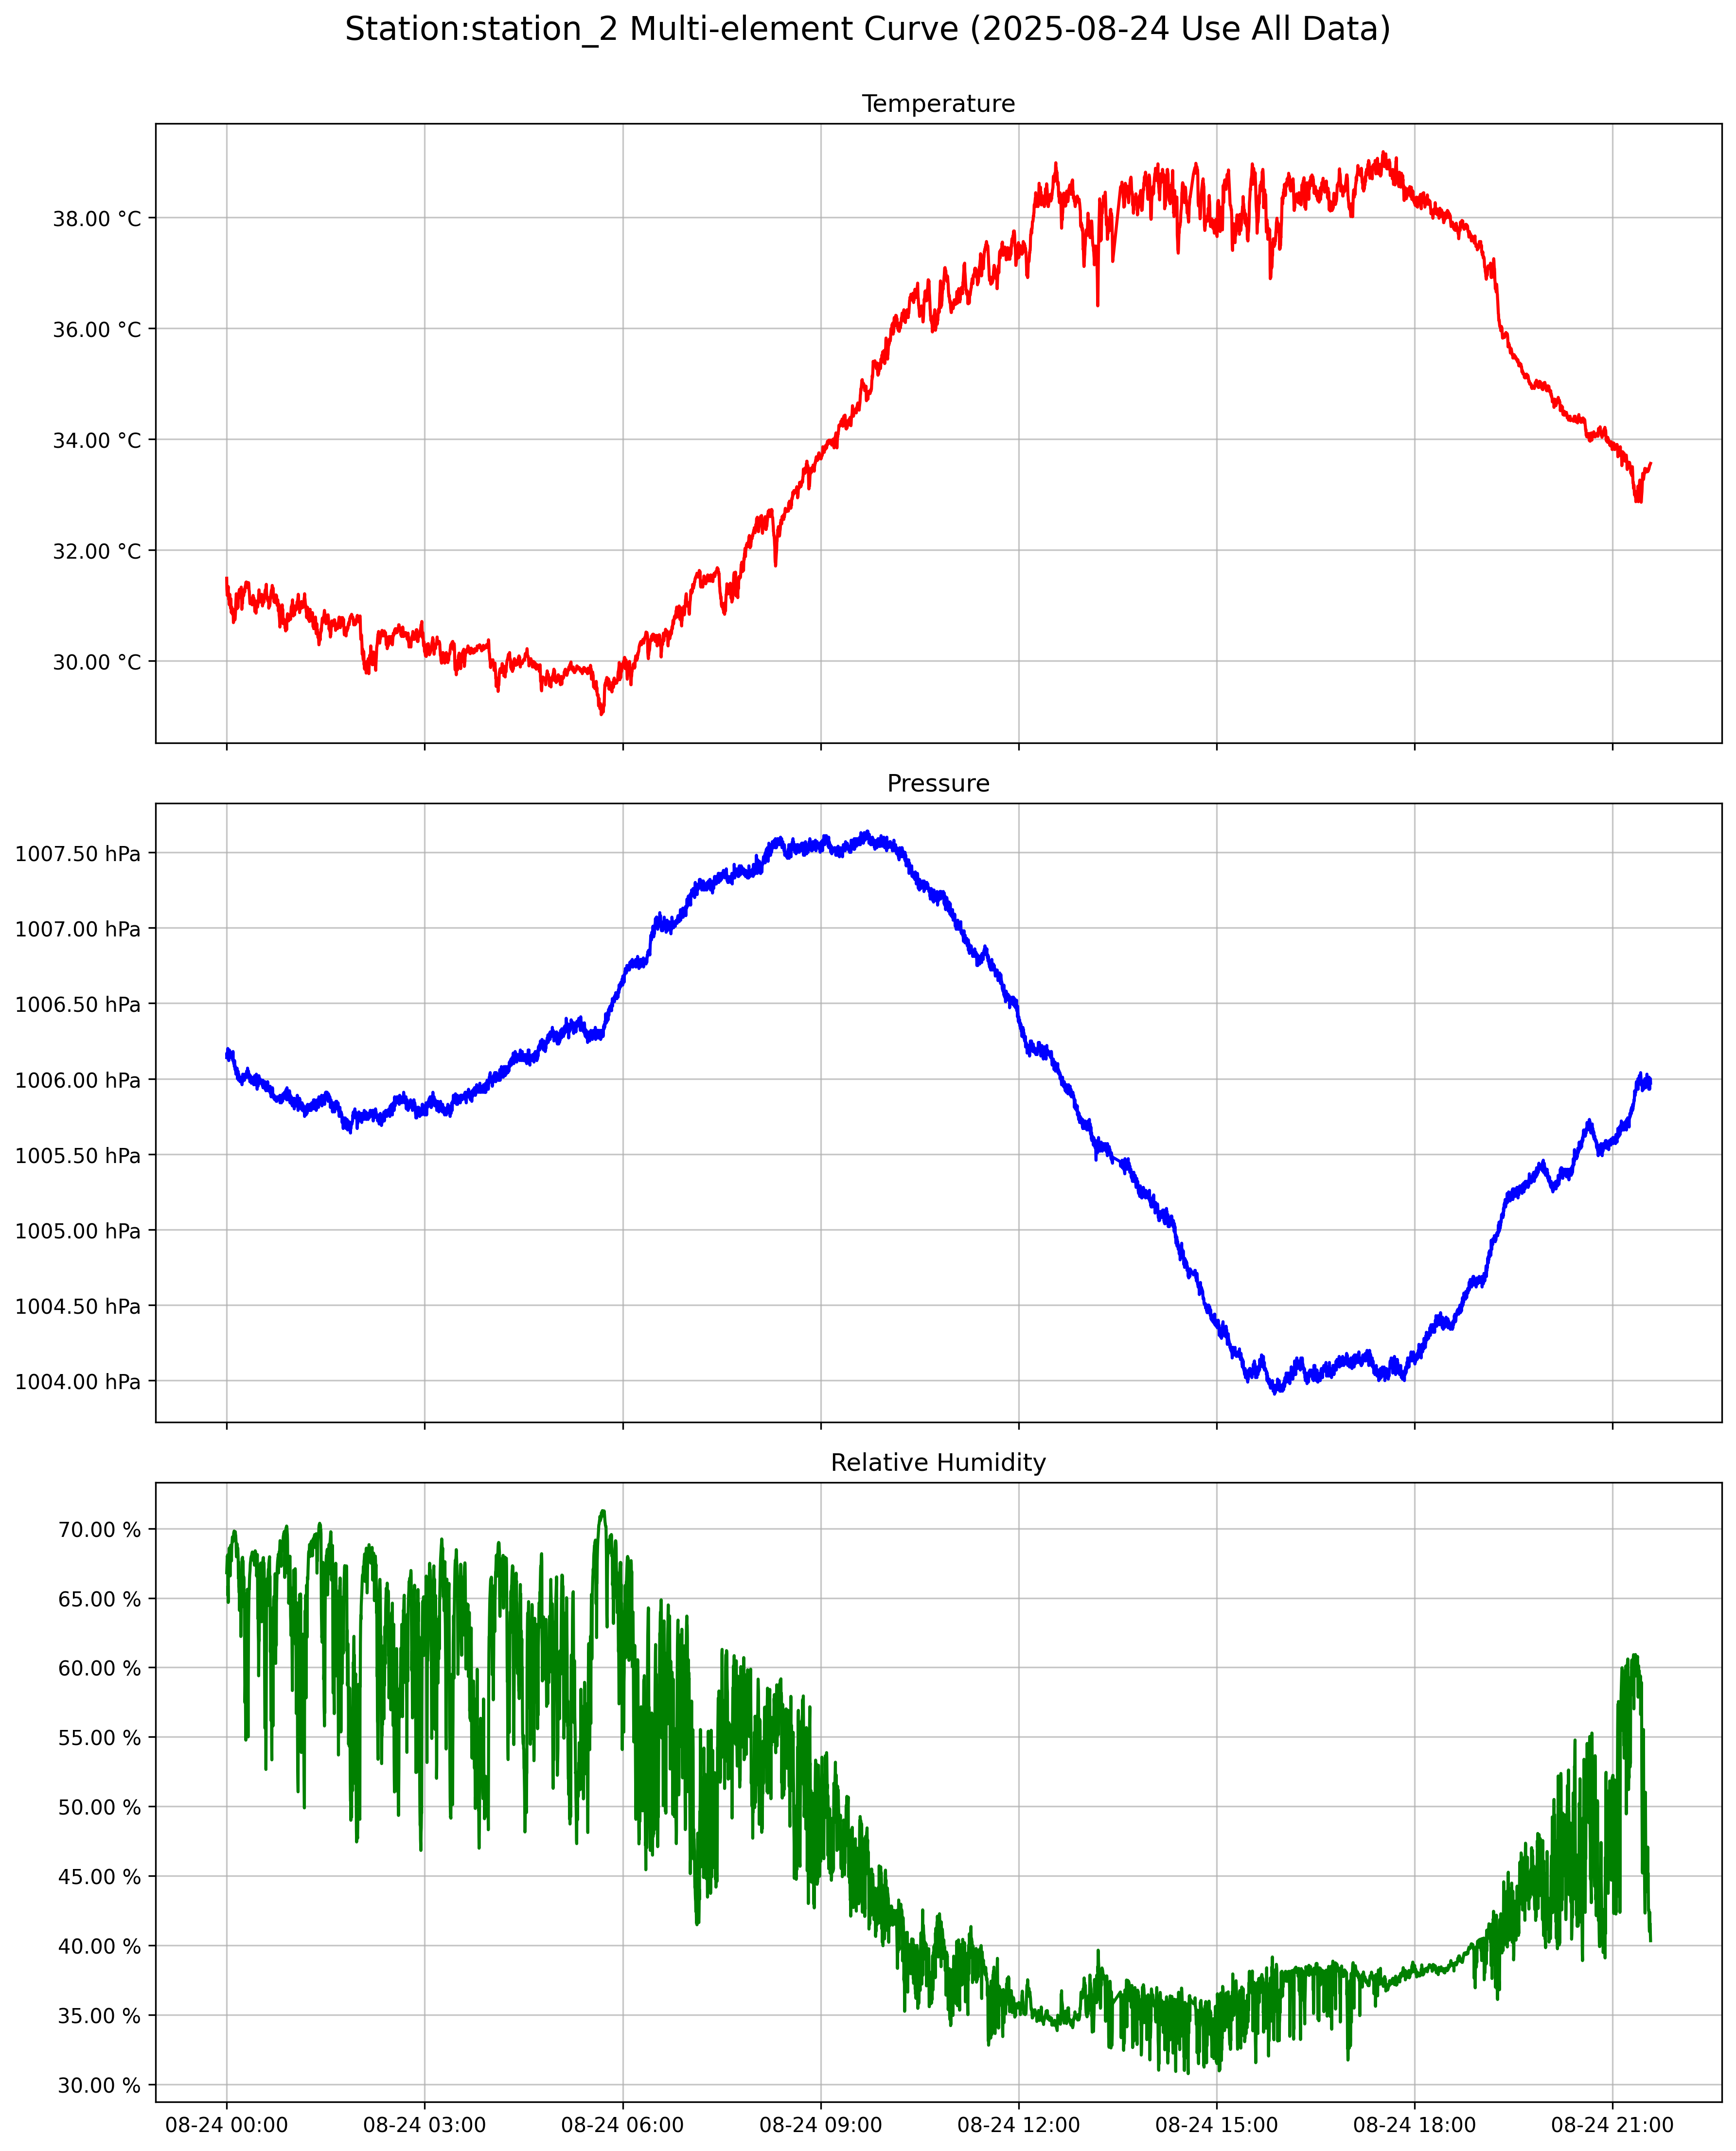 Station:station_2 Multi-element Curve (2025-08-24 Use All Data)
Temperature
38.00 °C
36.00 °C
34.00 °C
32.00 °C
30.00 °C
Pressure
1007.50 hPa
1007.00 hPa
1006.50 hPa
1006.00 hPa
1005.50 hPa
1005.00 hPa
1004.50 hPa
1004.00 hPa
Relative Humidity
70.00 %
65.00 %
60.00 %
55.00 %
50.00 %
45.00 %
40.00 %
35.00 %
30.00 %
08-24 00:00 08-24 03:00 08-24 06:00 08-24 09:00 08-24 12:00 08-24 15:00 08-24 18:00 08-24 21:00